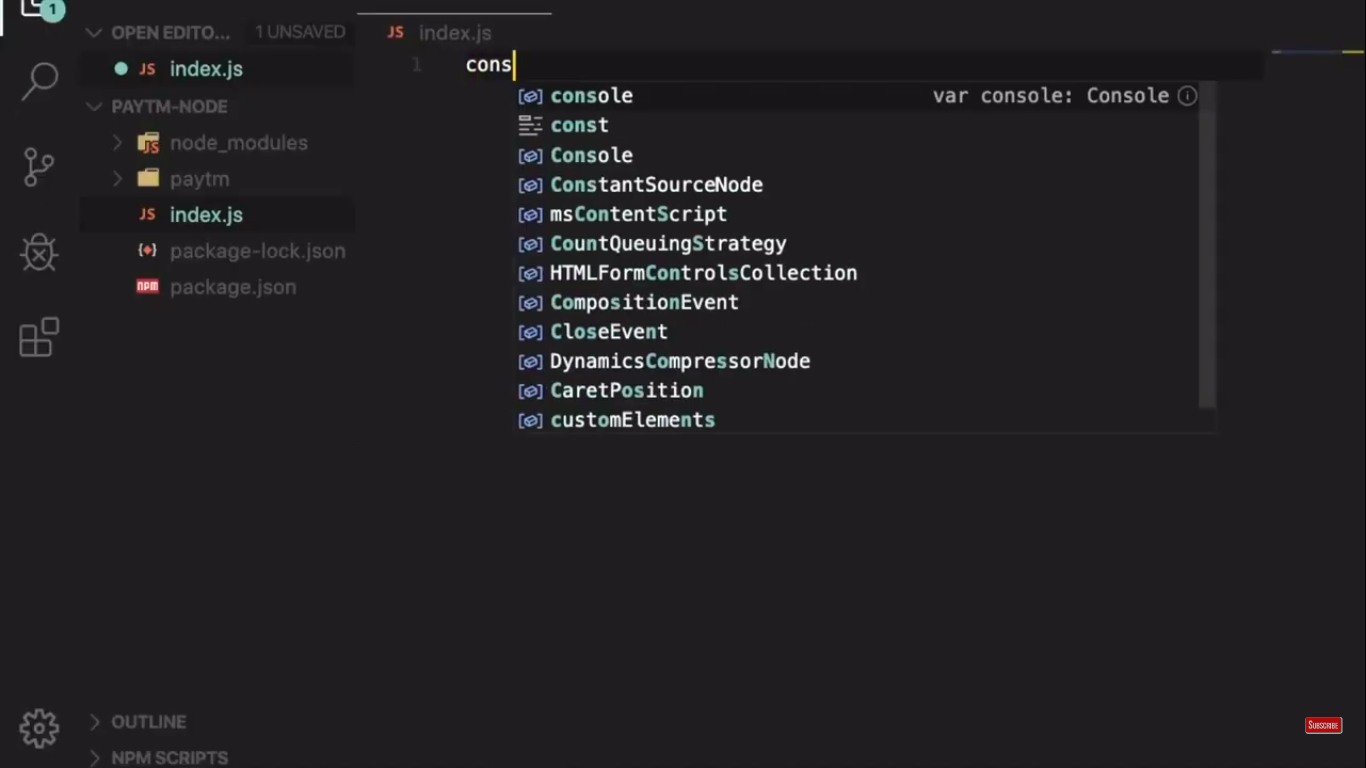 1
OPEN EDITO... 1 UNSAVED
JS index.js
PAYTM-NODE
JS node_modules
paytm
JS index.js
package-lock.json
npm package.json
OUTLINE
NPM SCRIPTS
JS index.js
1 cons
console var console: Console
const
Console
ConstantSourceNode
msContentScript
CountQueuingStrategy
HTMLFormControlsCollection
CompositionEvent
CloseEvent
DynamicsCompressorNode
CaretPosition
customElements
SUBSCRIBE